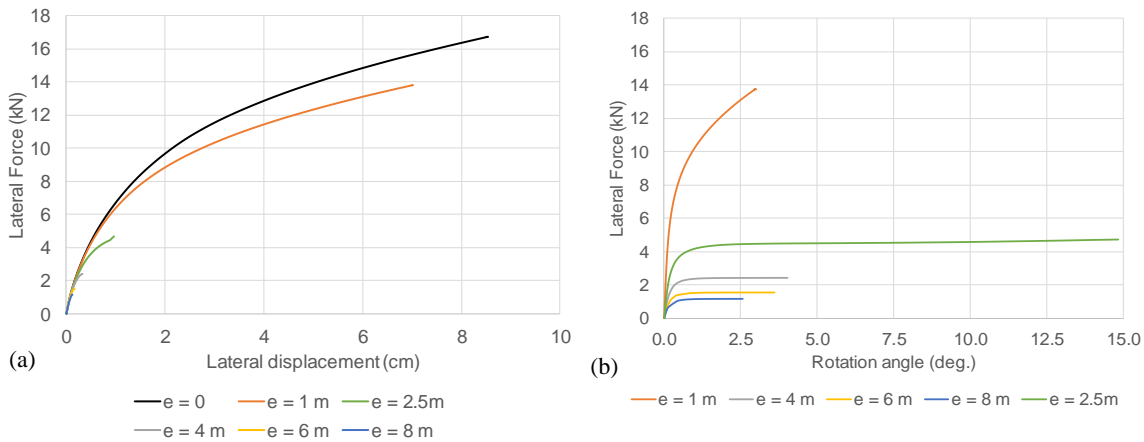 18
16
14
12
10
8
6
4
2
0
Lateral Force (kN)
0 2 4 6 8 10
(a)
Lateral displacement (cm)
e = 0 e = 1 m e = 2.5m
e = 4 m e = 6 m e = 8 m
18
16
14
12
10
8
6
4
2
0
Lateral Force (kN)
0.0 2.5 5.0 7.5 10.0 12.5 15.0
(b)
Rotation angle (deg.)
e = 1 m e = 4 m e = 6 m e = 8 m e = 2.5m